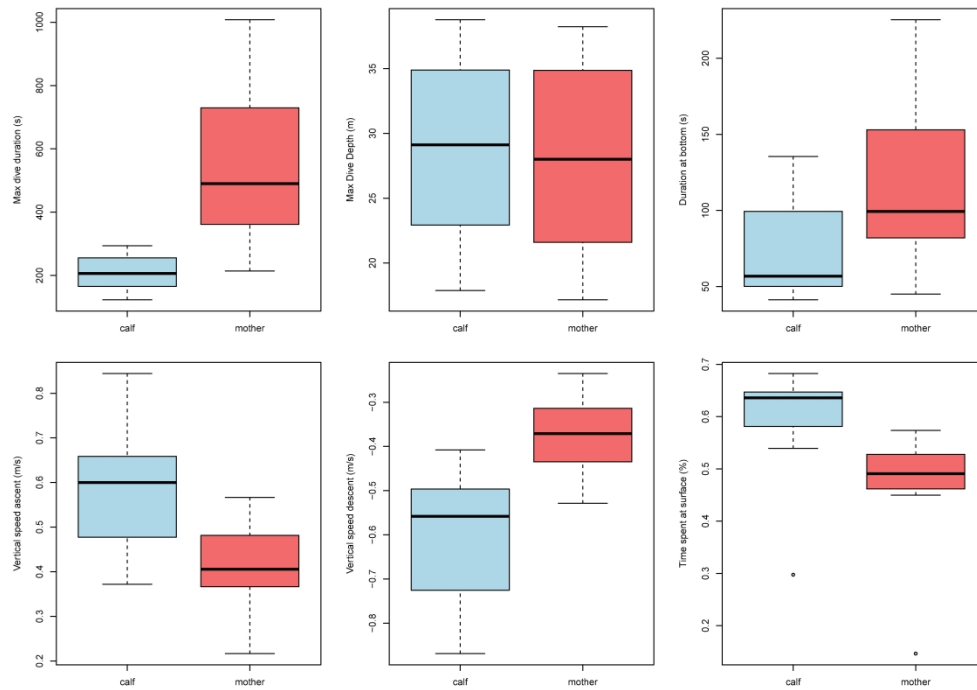 Max dive duration (s)
1000
800
600
400
200
calf
mother
Max Dive Depth (m)
35
30
25
20
calf
mother
Duration at bottom (s)
200
150
100
50
calf
mother
Vertical speed ascent (m/s)
0.8
0.7
0.6
0.5
0.4
0.3
0.2
calf
mother
Vertical speed descent (m/s)
−0.3
−0.4
−0.5
−0.6
−0.7
−0.8
calf
mother
Time spent at surface (%)
0.7
0.6
0.5
0.4
0.3
0.2
calf
mother